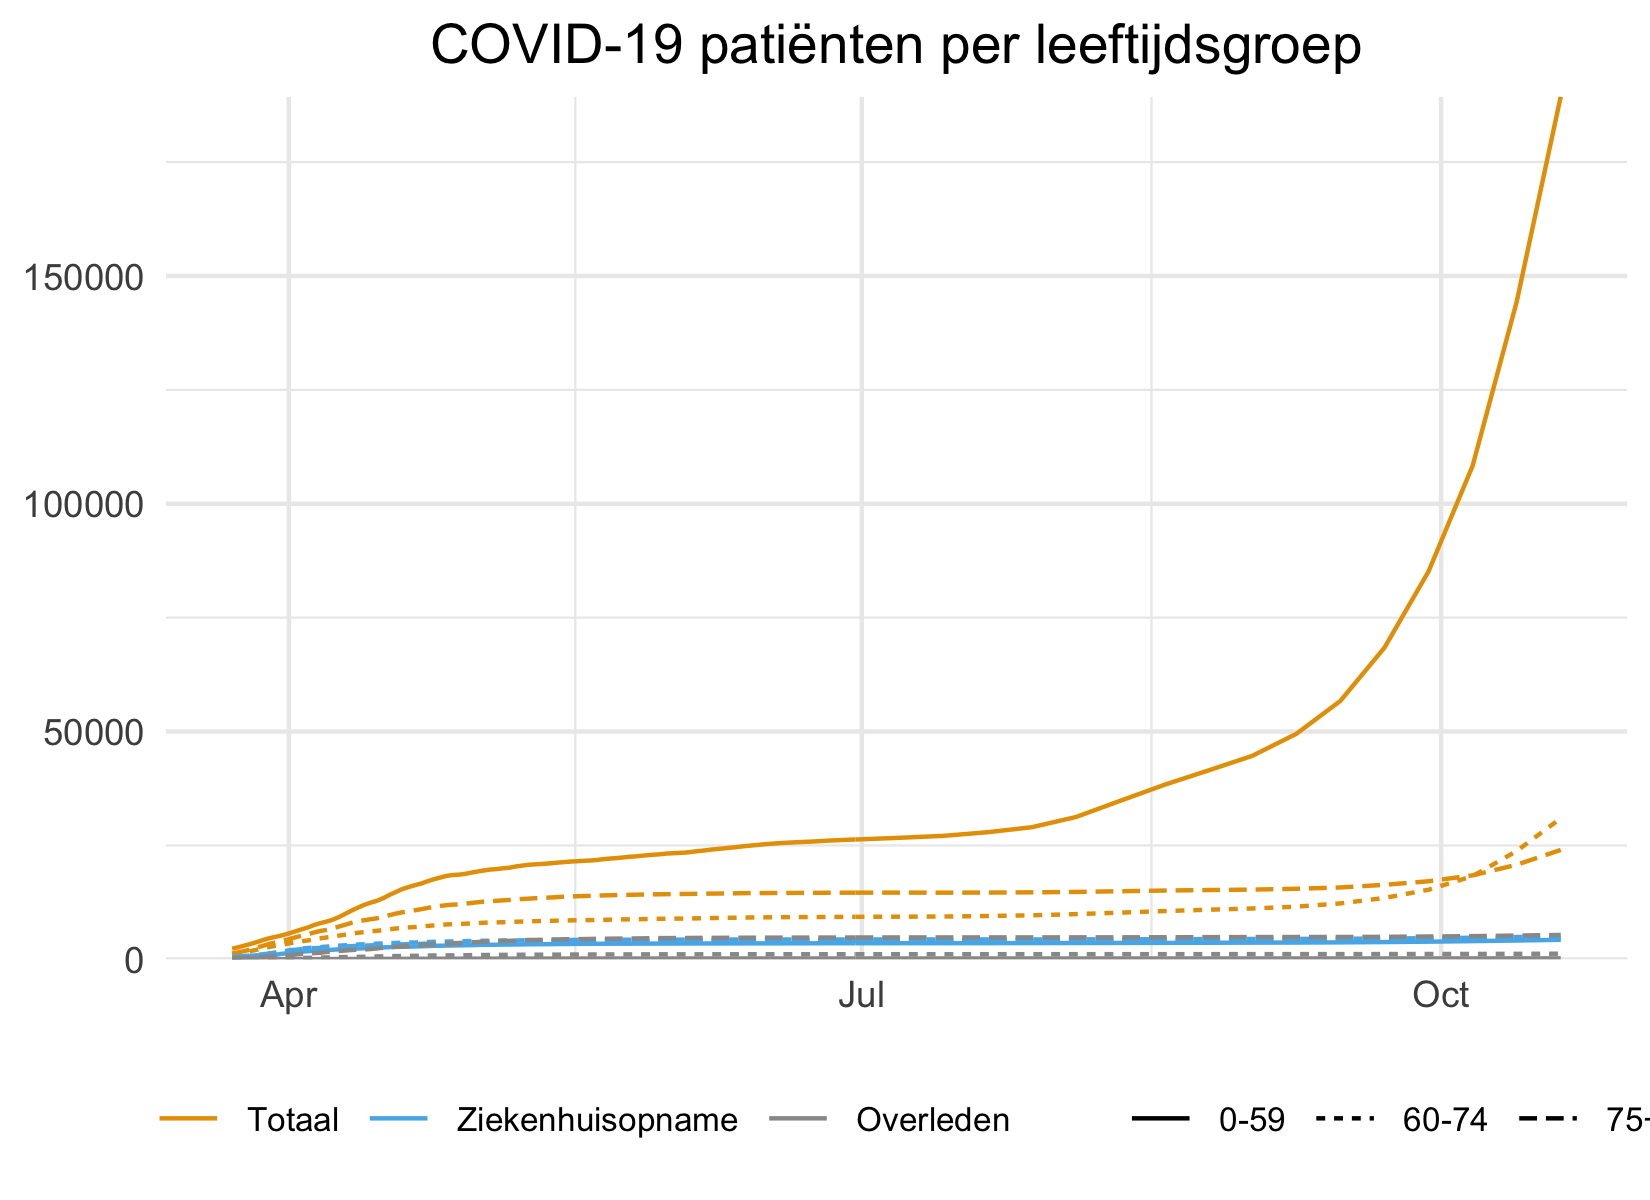 COVID-19 patiënten per leeftijdsgroep
150000
100000
50000
0
Apr Jul Oct
Totaal Ziekenhuisopname Overleden 0-59 60-74 75-